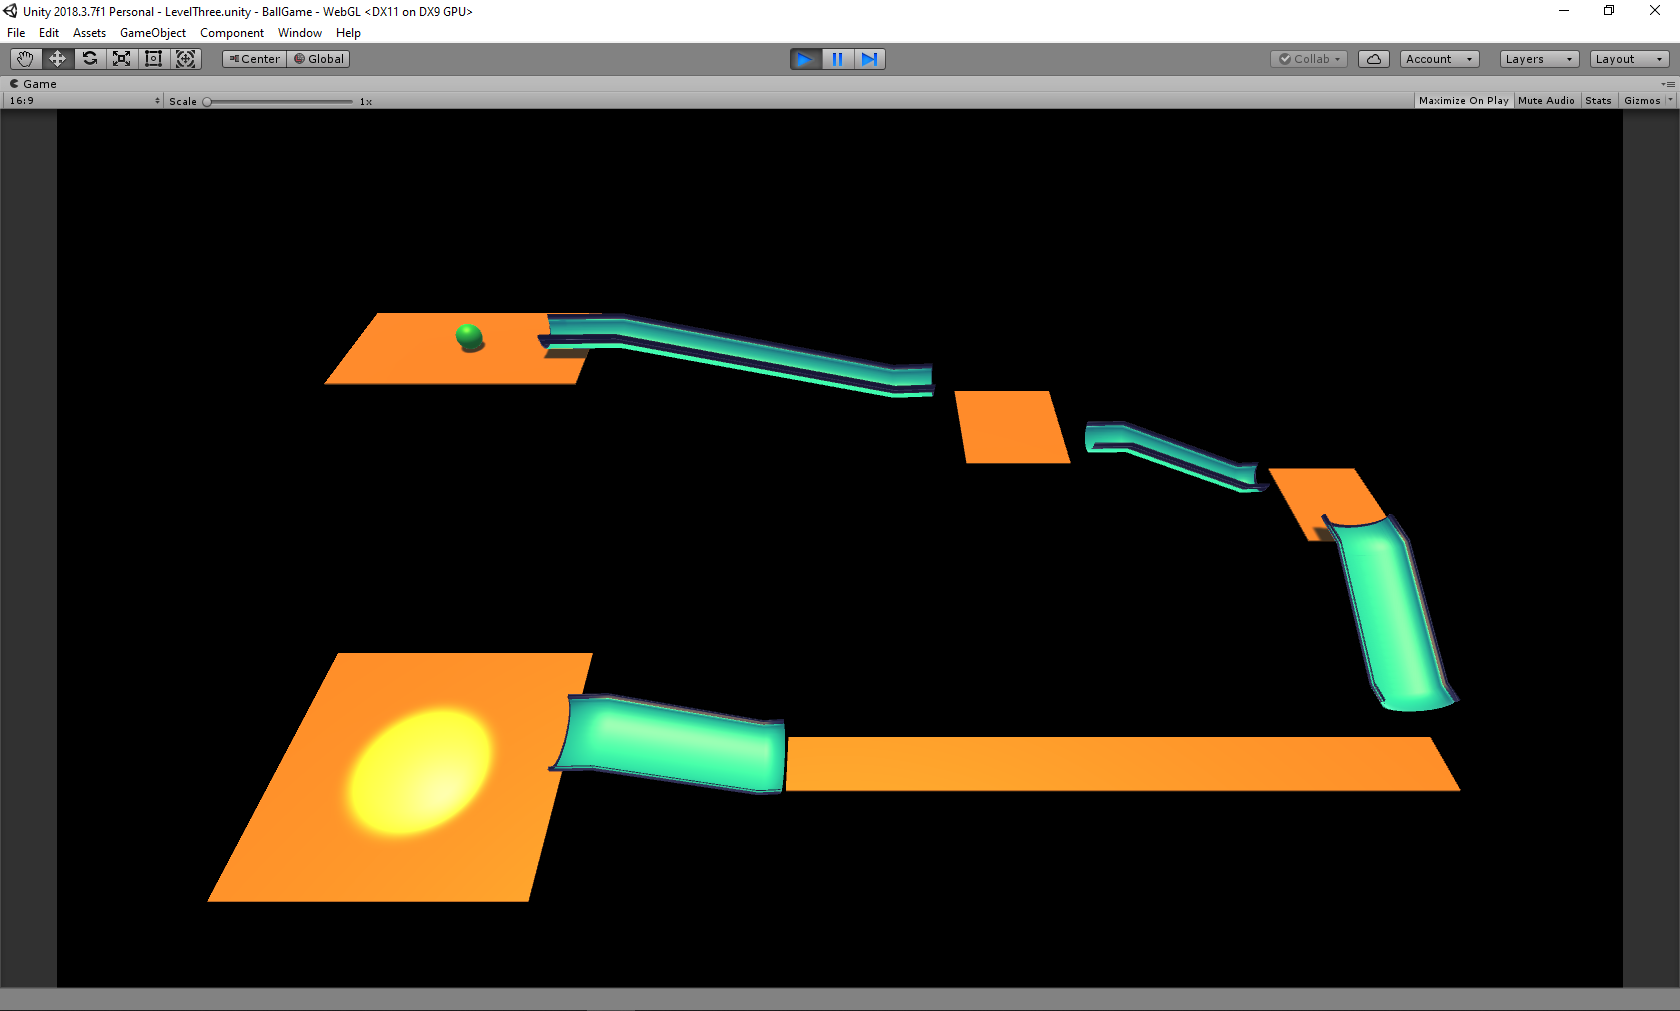 Unity 2018.3.7f1 Personal - LevelThree.unity - BallGame - WebGL <DX11 on DX9 GPU>
File Edit Assets GameObject Component Window Help
Center Global Collab Account Layers Layout
Game
16:9 Scale 1x Maximize On Play Mute Audio Stats Gizmos